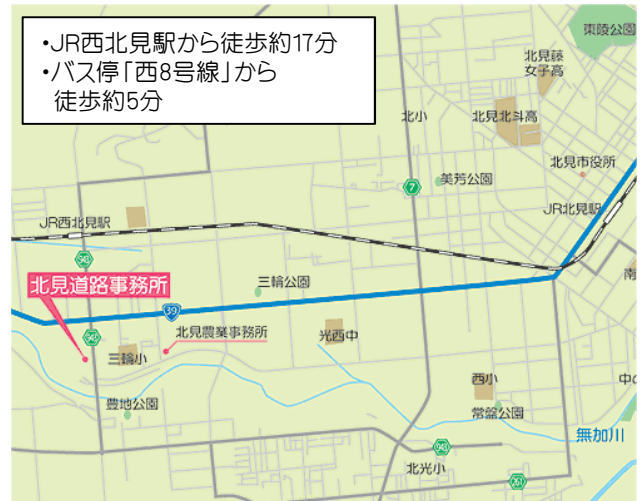 ・JR西北見駅から徒歩約17分
・バス停「西8号線」から
徒歩約5分
東陵公園
北見藤
女子高
北小
北見北斗高
北見市役所
7
美芳公園
JR西北見駅
JR北見駅
943
北見道路事務所
三輪公園
南
39
943
北見農業事務所
光西中
三輪小
西小
中の
豊地公園
常盤公園
無加川
943
北光小